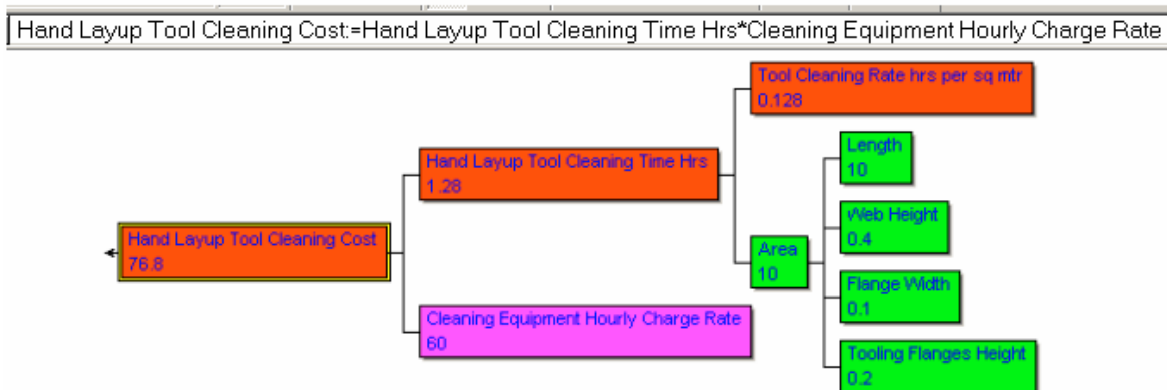 Hand Layup Tool Cleaning Cost:=Hand Layup Tool Cleaning Time Hrs*Cleaning Equipment Hourly Charge Rate
Tool Cleaning Rate hrs per sq mtr
0.128
Length
10
Hand Layup Tool Cleaning Time Hrs
1.28
Web Height
0.4
Hand Layup Tool Cleaning Cost
76.8
Area
10
Flange Width
0.1
Cleaning Equipment Hourly Charge Rate
60
Tooling Flanges Height
0.2